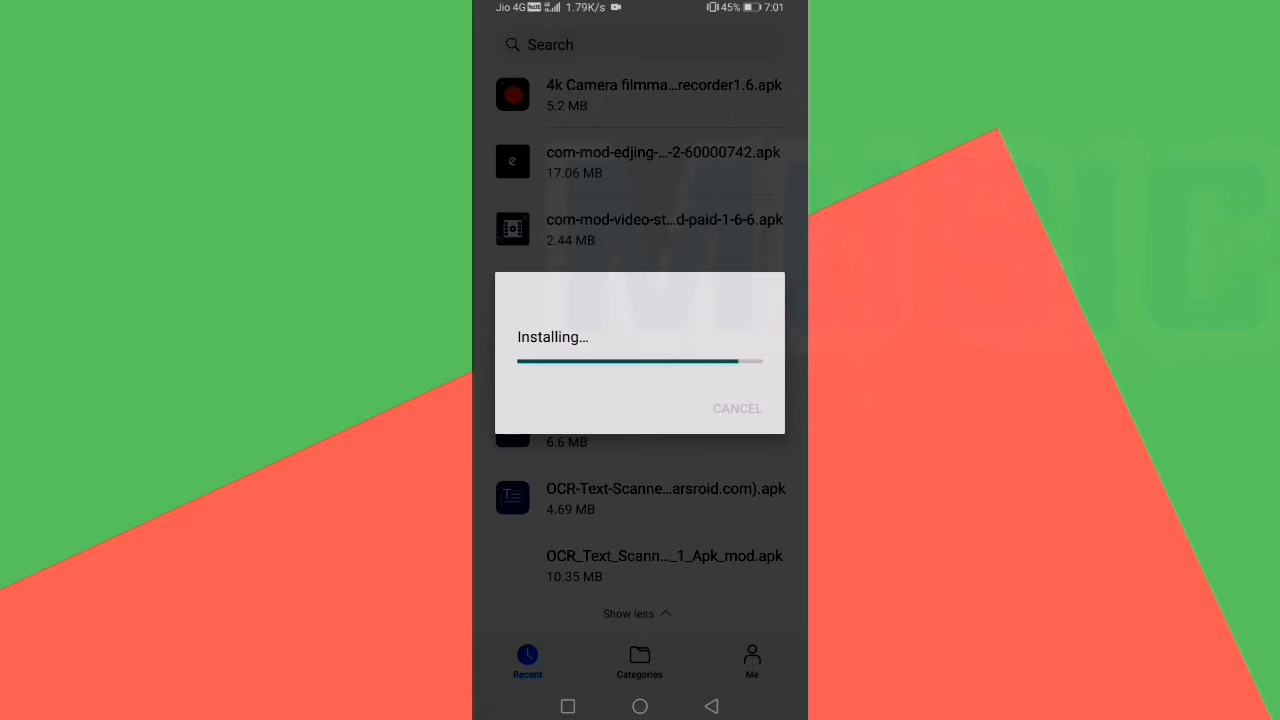 Jio 4G VoLTE 1.79K/s 45% 7:01
Search
4k Camera filmma...recorder1.6.apk
5.2 MB
com-mod-edjing-...-2-60000742.apk
17.06 MB
com-mod-video-st...d-paid-1-6-6.apk
2.44 MB
MUSIC
Installing...
CANCEL
6.6 MB
OCR-Text-Scanne...arsroid.com).apk
4.69 MB
OCR_Text_Scann..._1_Apk_mod.apk
10.35 MB
Show less
Recent Categories Me